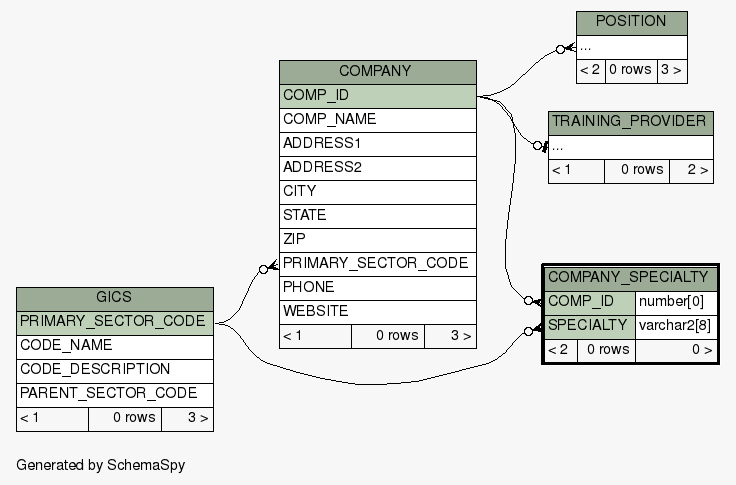 POSITION
...
< 2 0 rows 3 >
COMPANY
COMP_ID
COMP_NAME
ADDRESS1
ADDRESS2
CITY
STATE
ZIP
PRIMARY_SECTOR_CODE
PHONE
WEBSITE
< 1 0 rows 3 >
TRAINING_PROVIDER
...
< 1 0 rows 2 >
COMPANY_SPECIALTY
COMP_ID number[0]
SPECIALTY varchar2[8]
< 2 0 rows 0 >
GICS
PRIMARY_SECTOR_CODE
CODE_NAME
CODE_DESCRIPTION
PARENT_SECTOR_CODE
< 1 0 rows 3 >
Generated by SchemaSpy